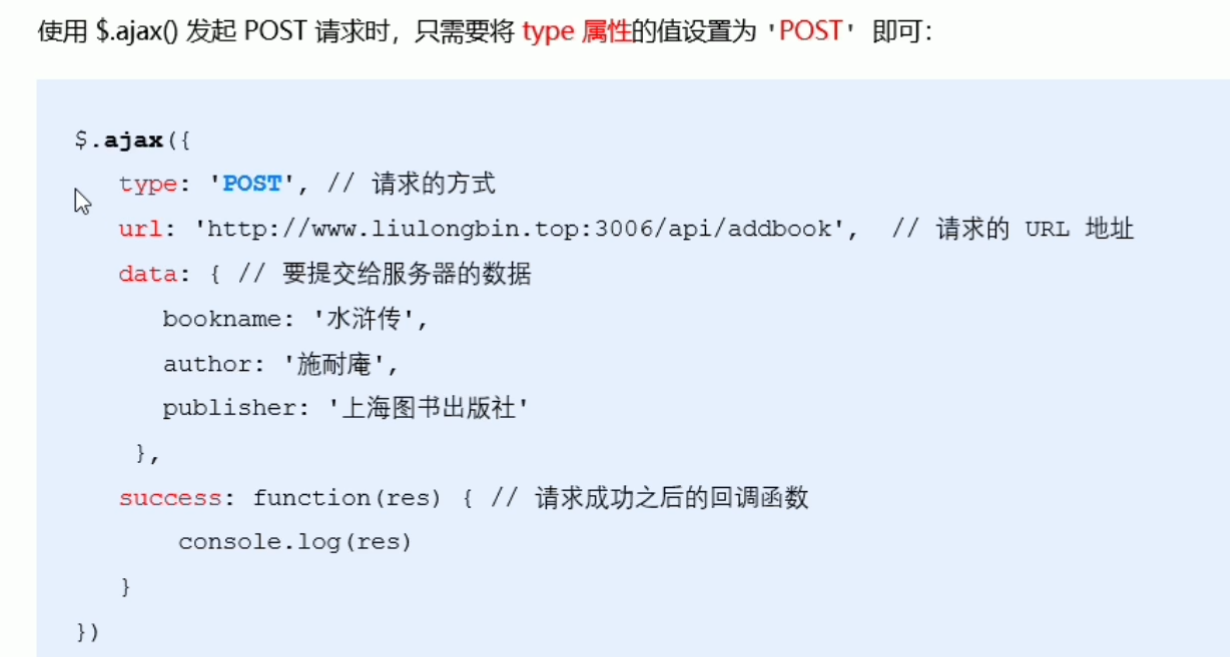 使用 $.ajax() 发起 POST 请求时，只需要将 type 属性的值设置为 'POST' 即可：
$.ajax({
type: 'POST', // 请求的方式
url: 'http://www.liulongbin.top:3006/api/addbook', // 请求的 URL 地址
data: { // 要提交给服务器的数据
bookname: '水浒传',
author: '施耐庵',
publisher: '上海图书出版社'
},
success: function(res) { // 请求成功之后的回调函数
console.log(res)
}
})